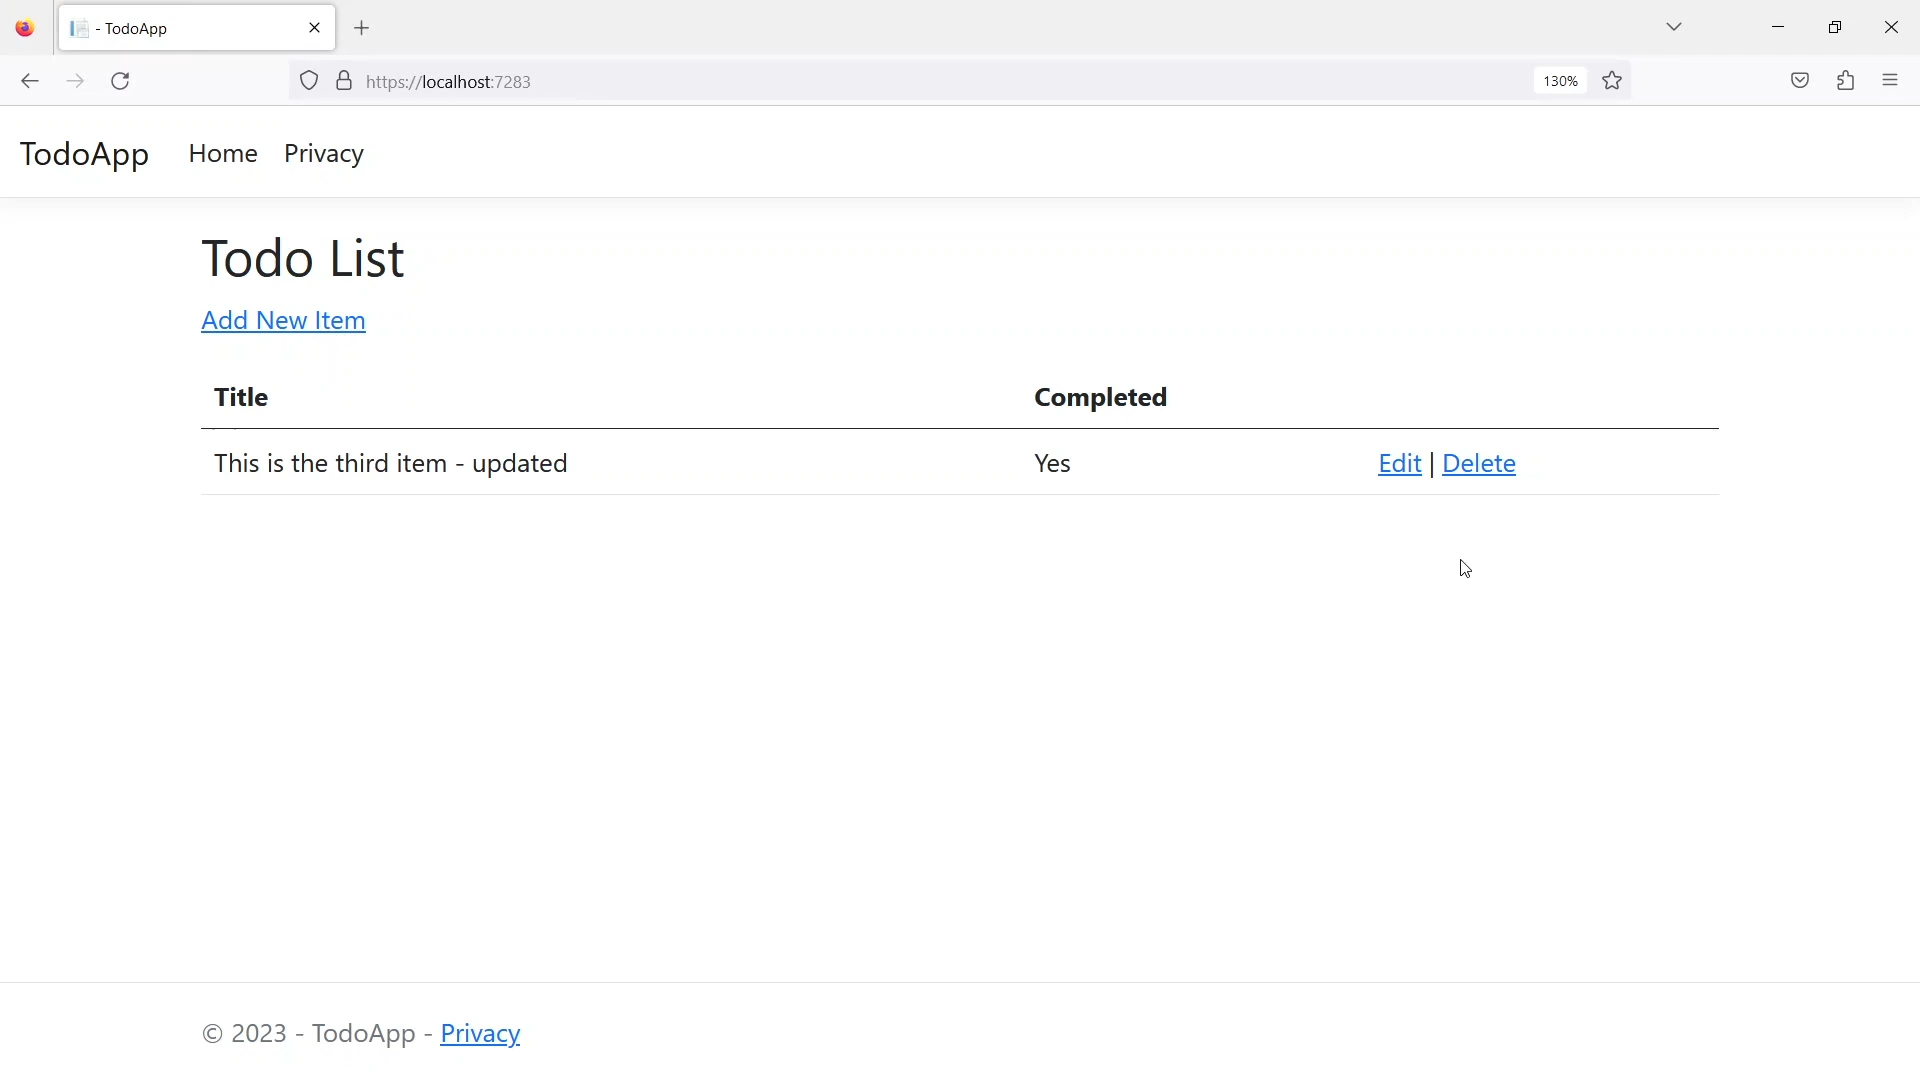 - TodoApp
https://localhost:7283
130%
TodoApp Home Privacy
Todo List
Add New Item
Title Completed
This is the third item - updated Yes Edit | Delete
© 2023 - TodoApp - Privacy